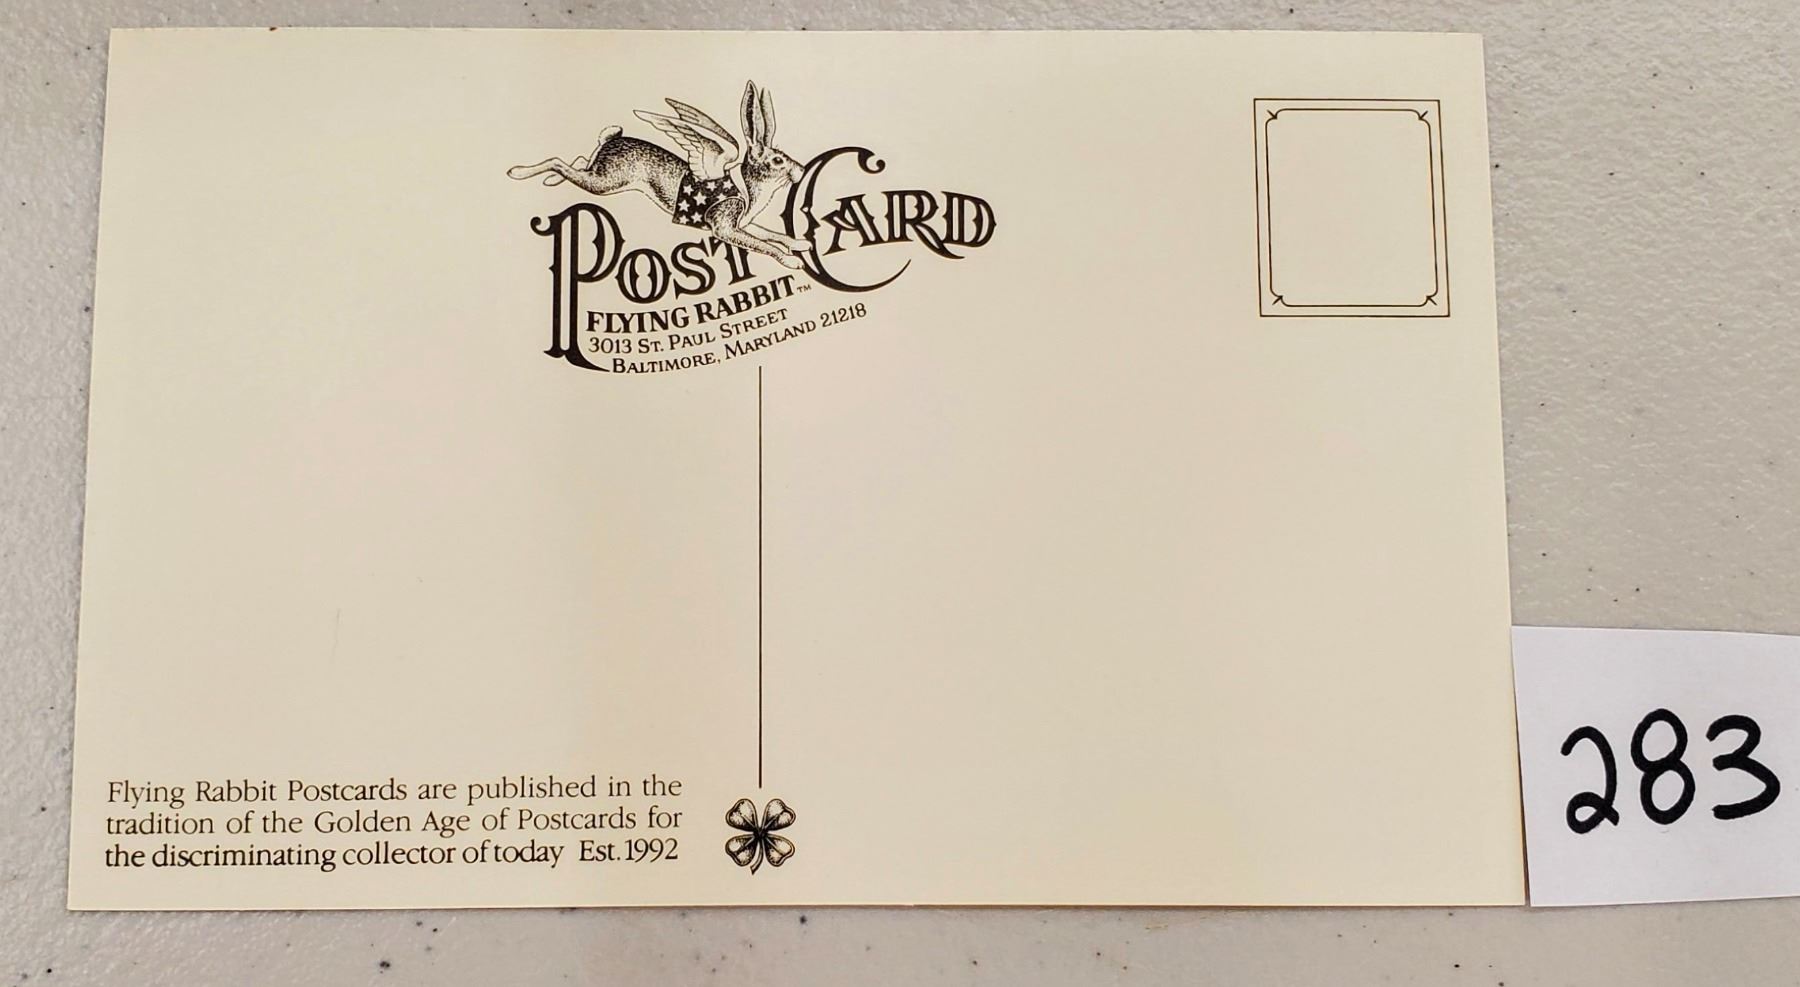 POST CARD
FLYING RABBIT™
3013 ST. PAUL STREET
BALTIMORE, MARYLAND 21218
Flying Rabbit Postcards are published in the
tradition of the Golden Age of Postcards for
the discriminating collector of today Est. 1992
283